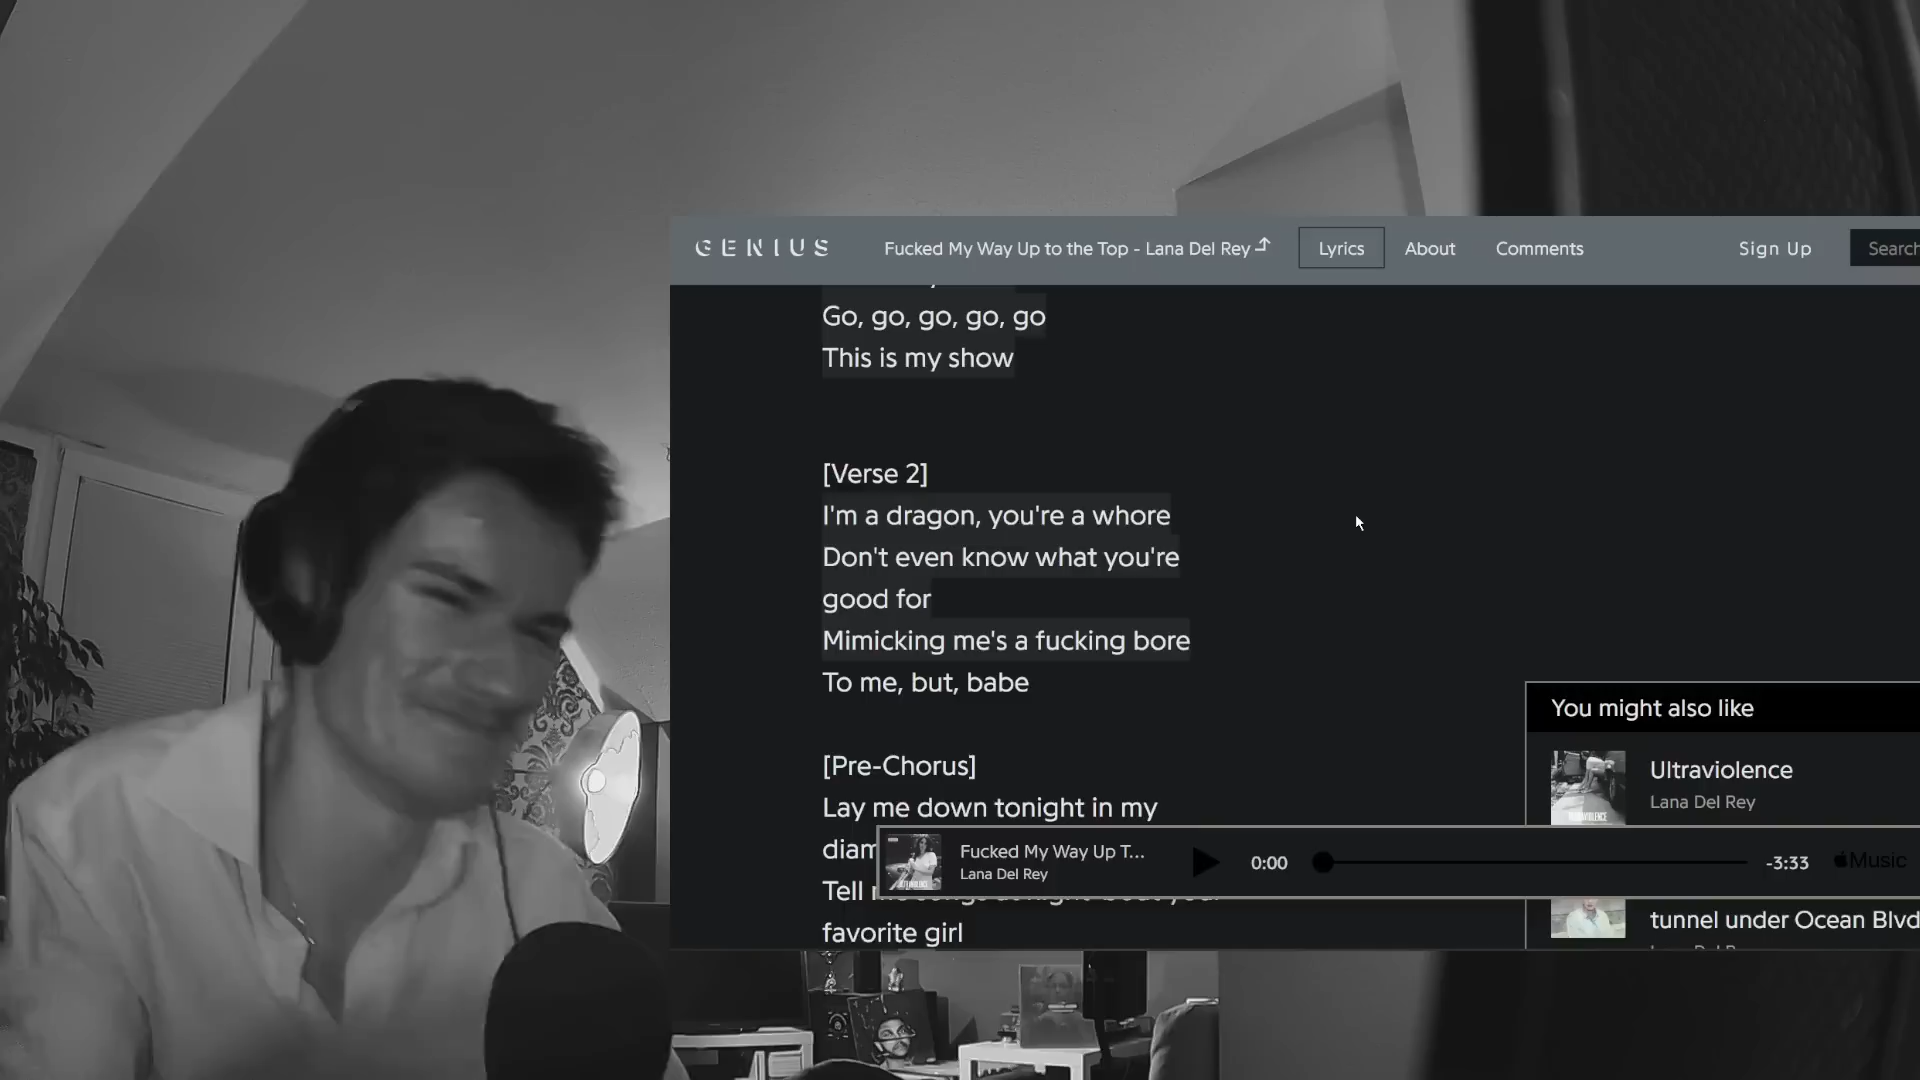 GENIUS
Fucked My Way Up to the Top - Lana Del Rey
Lyrics
About
Comments
Sign Up
Search
Go, go, go, go, go
This is my show
[Verse 2]
I'm a dragon, you're a whore
Don't even know what you're
good for
Mimicking me's a fucking bore
To me, but, babe
[Pre-Chorus]
Lay me down tonight in my
diam
Tell
favorite girl
You might also like
Ultraviolence
Lana Del Rey
Fucked My Way Up T...
Lana Del Rey
0:00
-3:33
Music
tunnel under Ocean Blvd